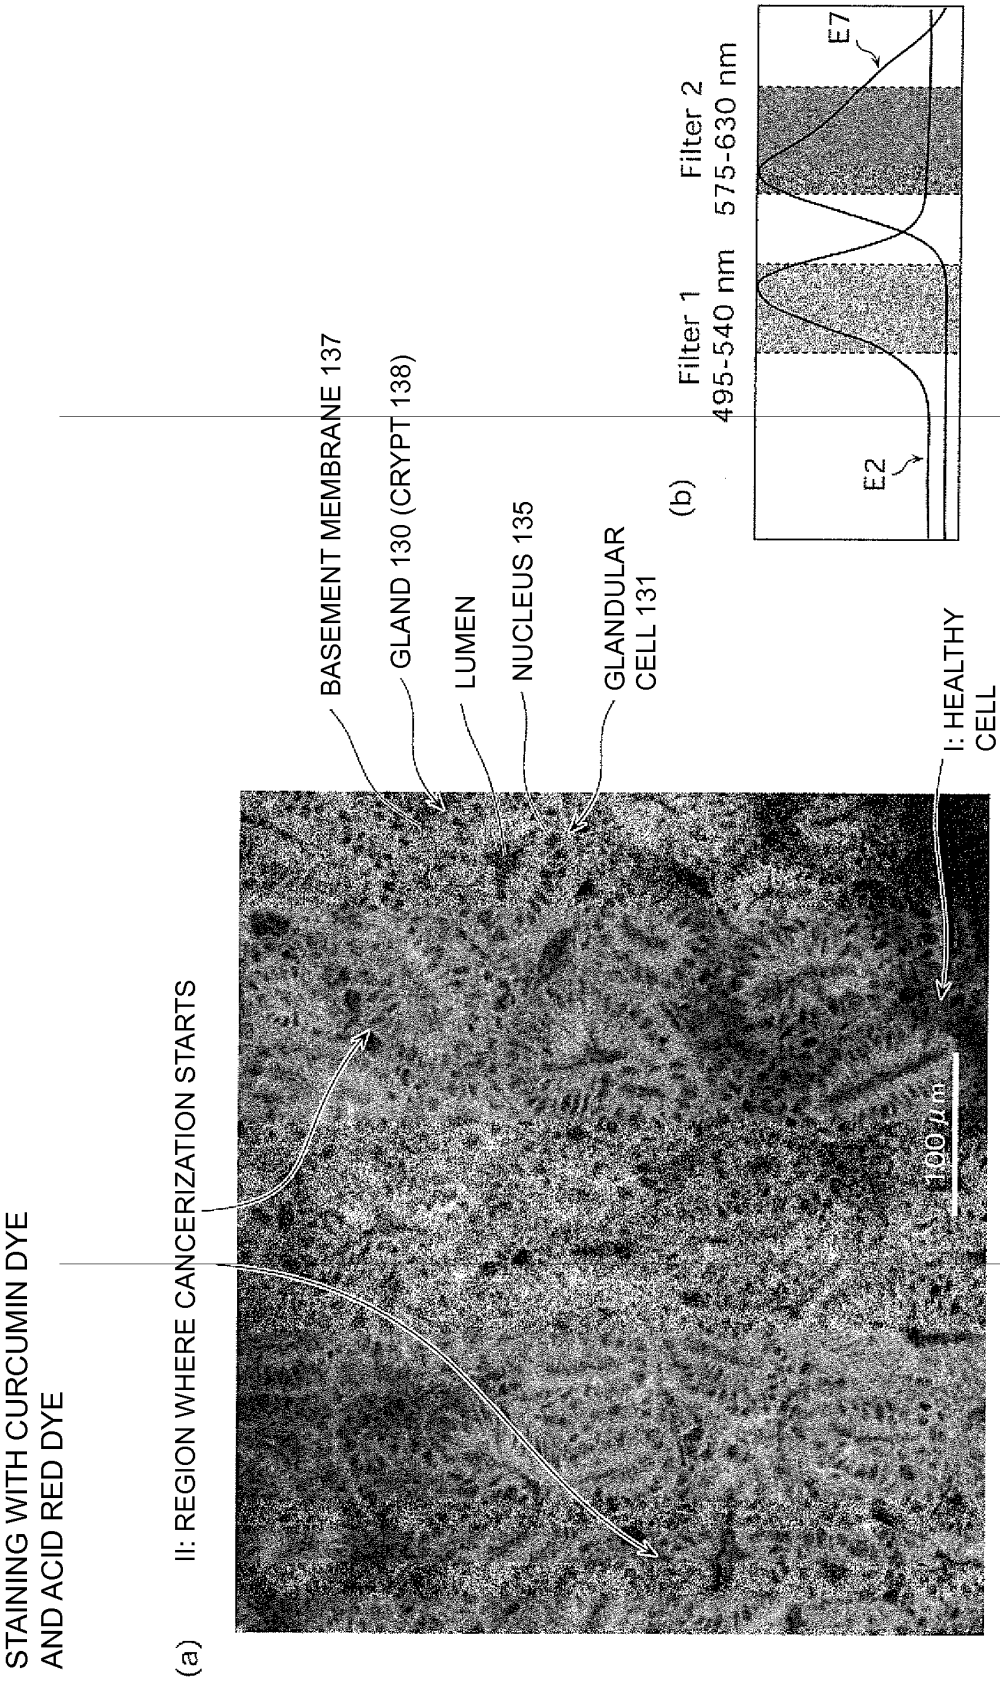 STAINING WITH CURCUMIN DYE
AND ACID RED DYE
(a)
II: REGION WHERE CANCERIZATION STARTS
BASEMENT MEMBRANE 137
GLAND 130 (CRYPT 138)
LUMEN
NUCLEUS 135
GLANDULAR
CELL 131
I: HEALTHY
CELL
100 μm
(b)
Filter 1
495-540 nm
Filter 2
575-630 nm
E2
E7